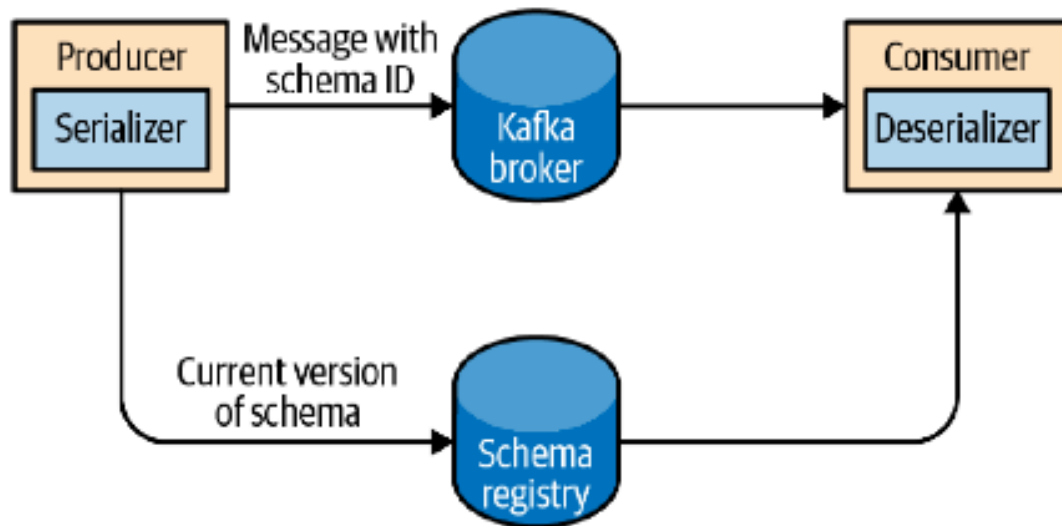 Producer
Serializer
Message with
schema ID
Kafka
broker
Consumer
Deserializer
Current version
of schema
Schema
registry